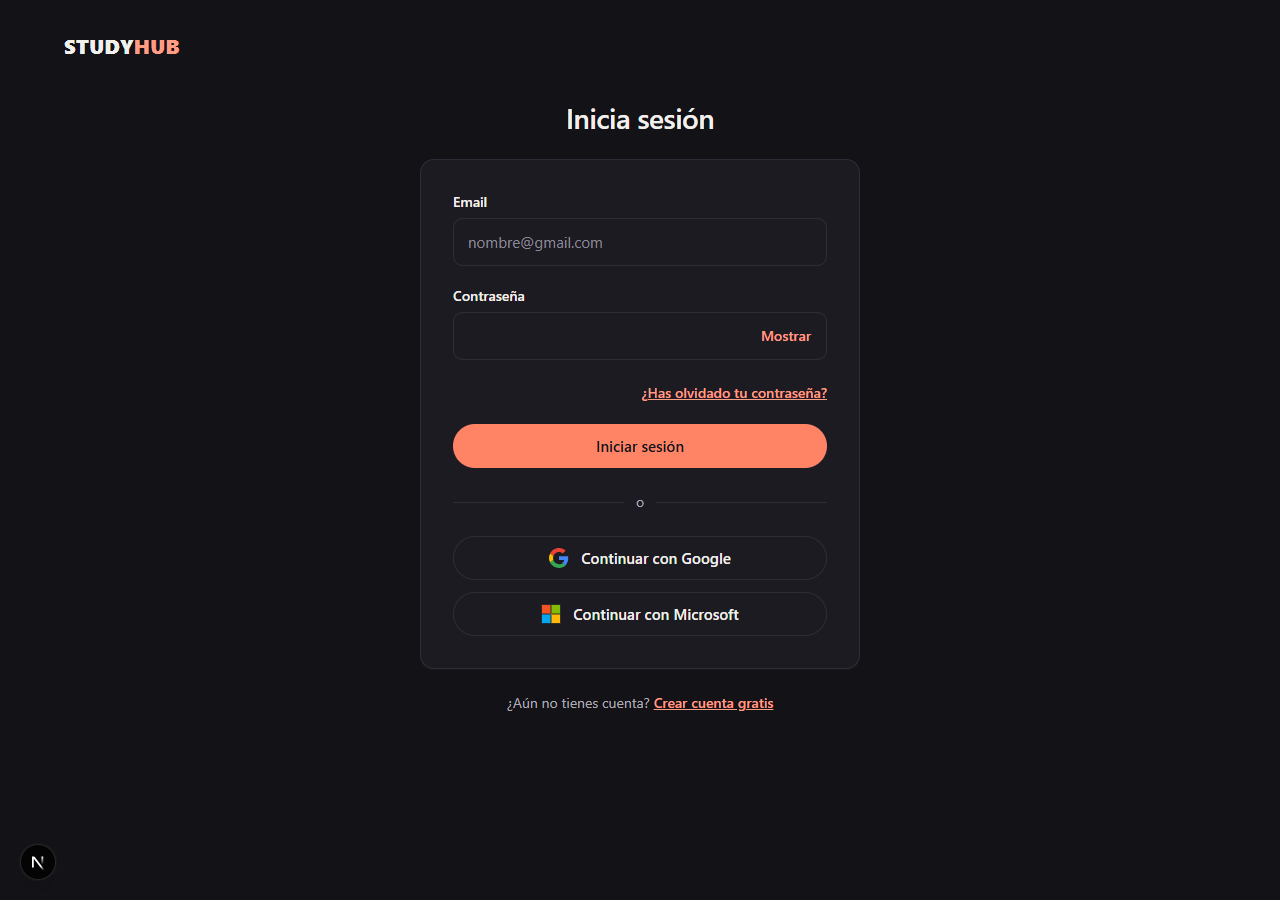 STUDYHUB
Inicia sesión
Email
nombre@gmail.com
Contraseña
Mostrar
¿Has olvidado tu contraseña?
Iniciar sesión
o
Continuar con Google
Continuar con Microsoft
¿Aún no tienes cuenta? Crear cuenta gratis
N